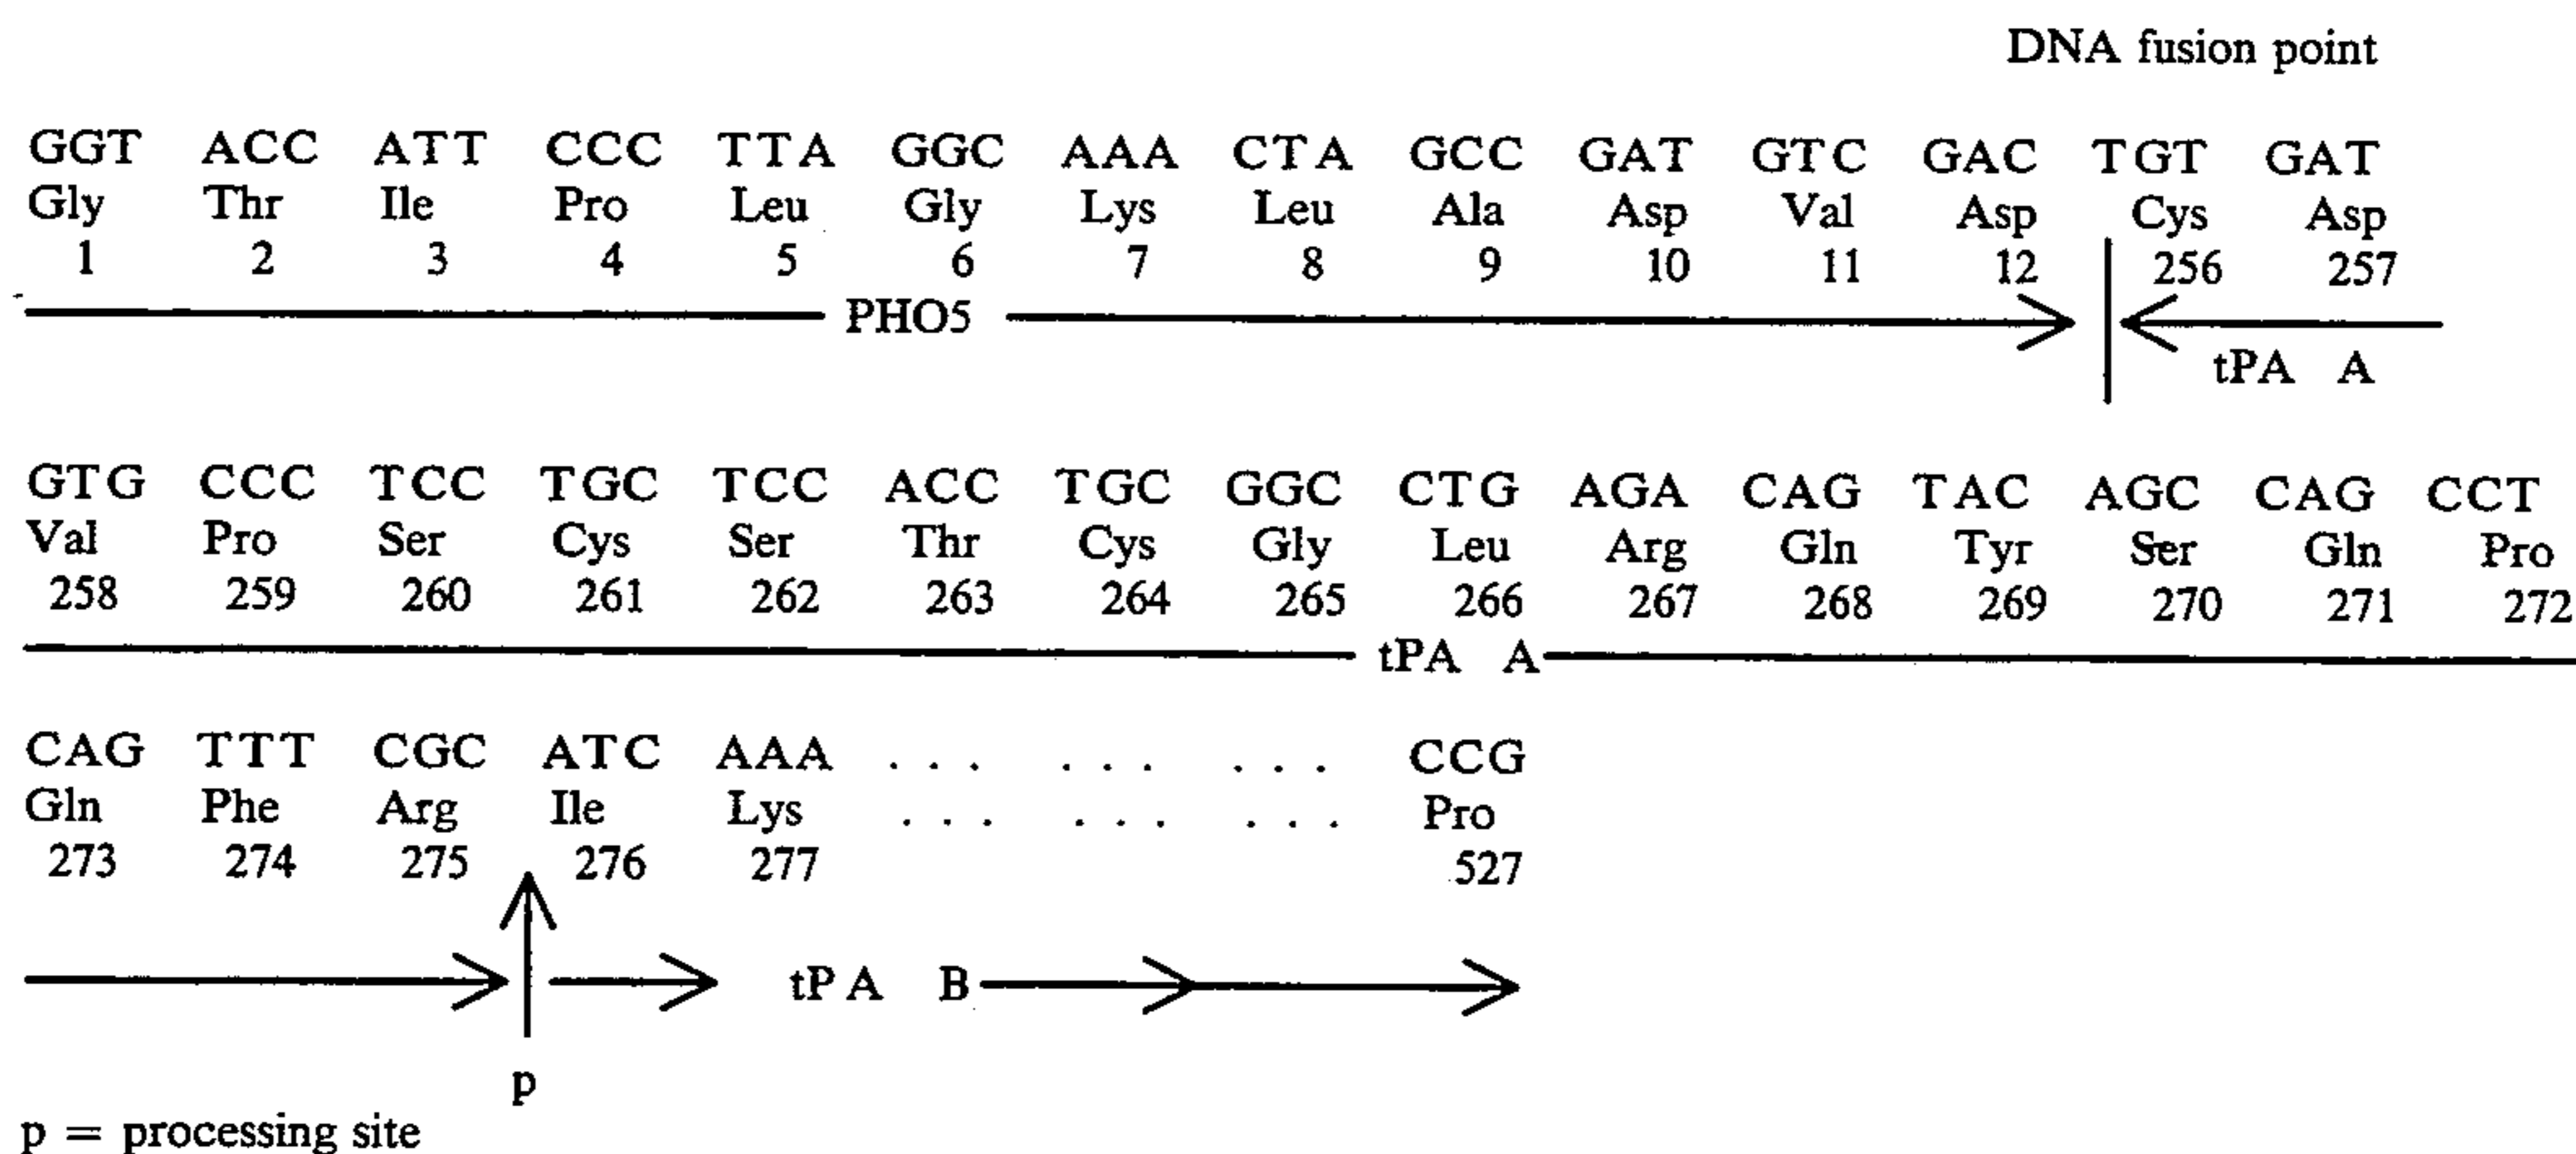 DNA fusion point
GGT ACC ATT CCC TTA GGC AAA CTA GCC GAT GTC GAC TGT GAT
Gly Thr Ile Pro Leu Gly Lys Leu Ala Asp Val Asp Cys Asp
1 2 3 4 5 6 7 8 9 10 11 12 256 257
PHO5
tPA A
GTG CCC TCC TGC TCC ACC TGC GGC CTG AGA CAG TAC AGC CAG CCT
Val Pro Ser Cys Ser Thr Cys Gly Leu Arg Gln Tyr Ser Gln Pro
258 259 260 261 262 263 264 265 266 267 268 269 270 271 272
tPA A
CAG TTT CGC ATC AAA . . . . . . . . . CCG
Gln Phe Arg Ile Lys . . . . . . . . . Pro
273 274 275 276 277 527
tPA B
p
p = processing site